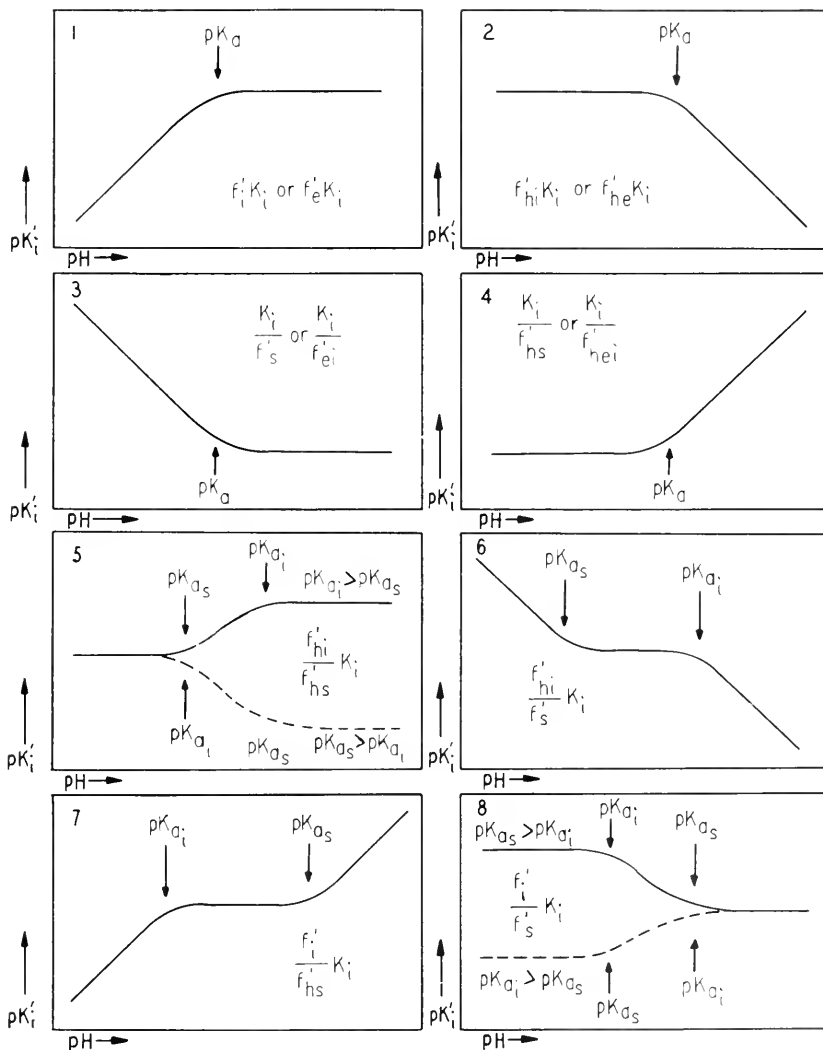 1
pKa
f'i Ki or f'e Ki
pK'i
pH
2
pKa
f'hi Ki or f'he Ki
pK'i
pH
3
Ki/f's or Ki/f'ei
pKa
pK'i
pH
4
Ki/f'hs or Ki/f'hei
pKa
pK'i
pH
5
pKai
pKas
pKai > pKas
f'hi/f'hs Ki
pKai
pKas
pKas > pKai
pK'i
pH
6
pKas
pKai
f'hi/f's Ki
pK'i
pH
7
pKai
pKas
f'i/f'hs Ki
pK'i
pH
8
pKas > pKai
pKai
pKas
f'i/f's Ki
pKai > pKas
pKas
pKai
pK'i
pH